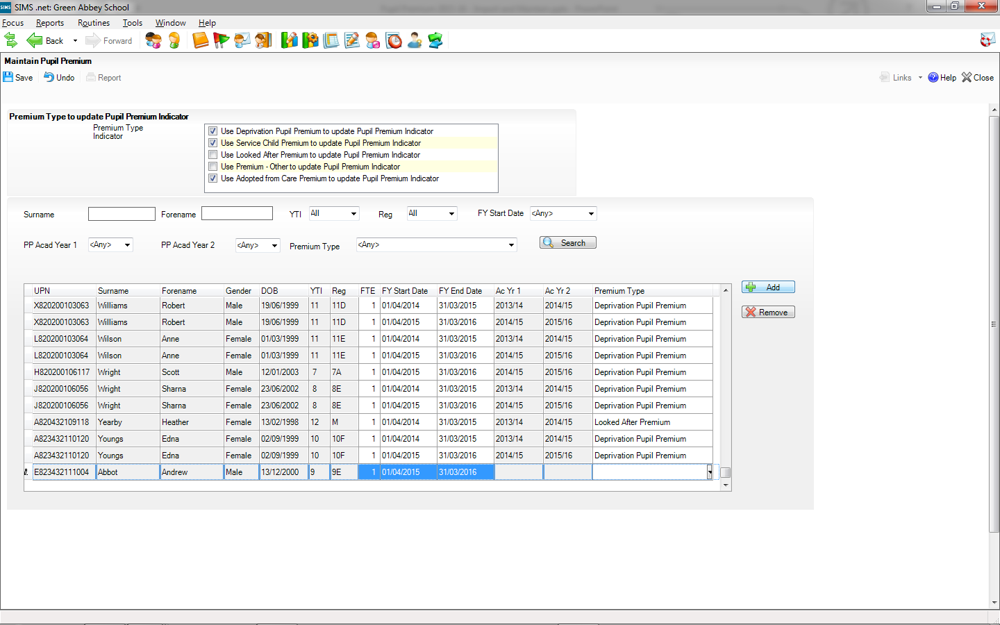 SIMS SIMS .net: Green Abbey School
Focus Reports Routines Tools Window Help
Back Forward
Maintain Pupil Premium
Save Undo Report Links Help Close
Premium Type to update Pupil Premium Indicator
Premium Type
Indicator
Use Deprivation Pupil Premium to update Pupil Premium Indicator
Use Service Child Premium to update Pupil Premium Indicator
Use Looked After Premium to update Pupil Premium Indicator
Use Premium - Other to update Pupil Premium Indicator
Use Adopted from Care Premium to update Pupil Premium Indicator
Surname Forename YTI All Reg All FY Start Date <Any>
PP Acad Year 1 <Any> PP Acad Year 2 <Any> Premium Type <Any> Search
UPN Surname Forename Gender DOB YTI Reg FTE FY Start Date FY End Date Ac Yr 1 Ac Yr 2 Premium Type Add
X820200103063 Williams Robert Male 19/06/1999 11 11D 1 01/04/2014 31/03/2015 2013/14 2014/15 Deprivation Pupil Premium Remove
X820200103063 Williams Robert Male 19/06/1999 11 11D 1 01/04/2015 31/03/2016 2014/15 2015/16 Deprivation Pupil Premium
L820200103064 Wilson Anne Female 01/03/1999 11 11E 1 01/04/2014 31/03/2015 2013/14 2014/15 Deprivation Pupil Premium
L820200103064 Wilson Anne Female 01/03/1999 11 11E 1 01/04/2015 31/03/2016 2014/15 2015/16 Deprivation Pupil Premium
H820200106117 Wright Scott Male 12/01/2003 7 7A 1 01/04/2015 31/03/2016 2014/15 2015/16 Deprivation Pupil Premium
J820200106056 Wright Sharna Female 23/06/2002 8 8E 1 01/04/2014 31/03/2015 2013/14 2014/15 Deprivation Pupil Premium
J820200106056 Wright Sharna Female 23/06/2002 8 8E 1 01/04/2015 31/03/2016 2014/15 2015/16 Deprivation Pupil Premium
A820432109118 Yearby Heather Female 13/02/1998 12 M 1 01/04/2014 31/03/2015 2013/14 2014/15 Looked After Premium
A823432110120 Youngs Edna Female 02/09/1999 10 10F 1 01/04/2014 31/03/2015 2013/14 2014/15 Deprivation Pupil Premium
A823432110120 Youngs Edna Female 02/09/1999 10 10F 1 01/04/2015 31/03/2016 2014/15 2015/16 Deprivation Pupil Premium
E823432111004 Abbot Andrew Male 13/12/2000 9 9E 1 01/04/2015 31/03/2016